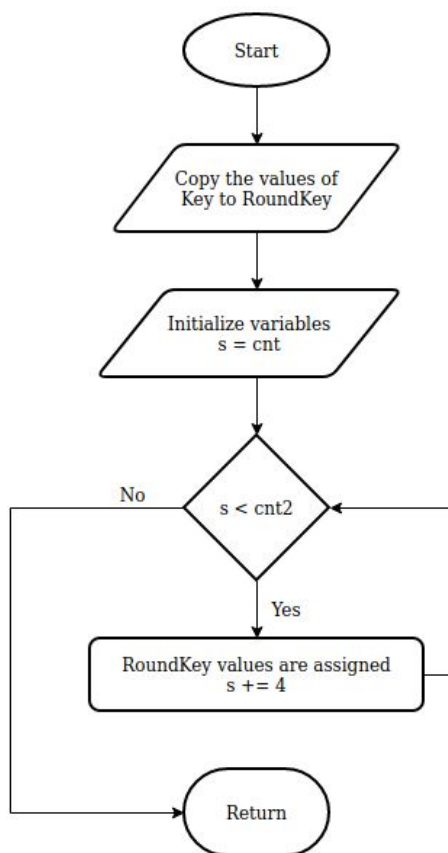 Start
Copy the values of
Key to RoundKey
Initialize variables
s = cnt
No
s < cnt2
Yes
RoundKey values are assigned
s += 4
Return